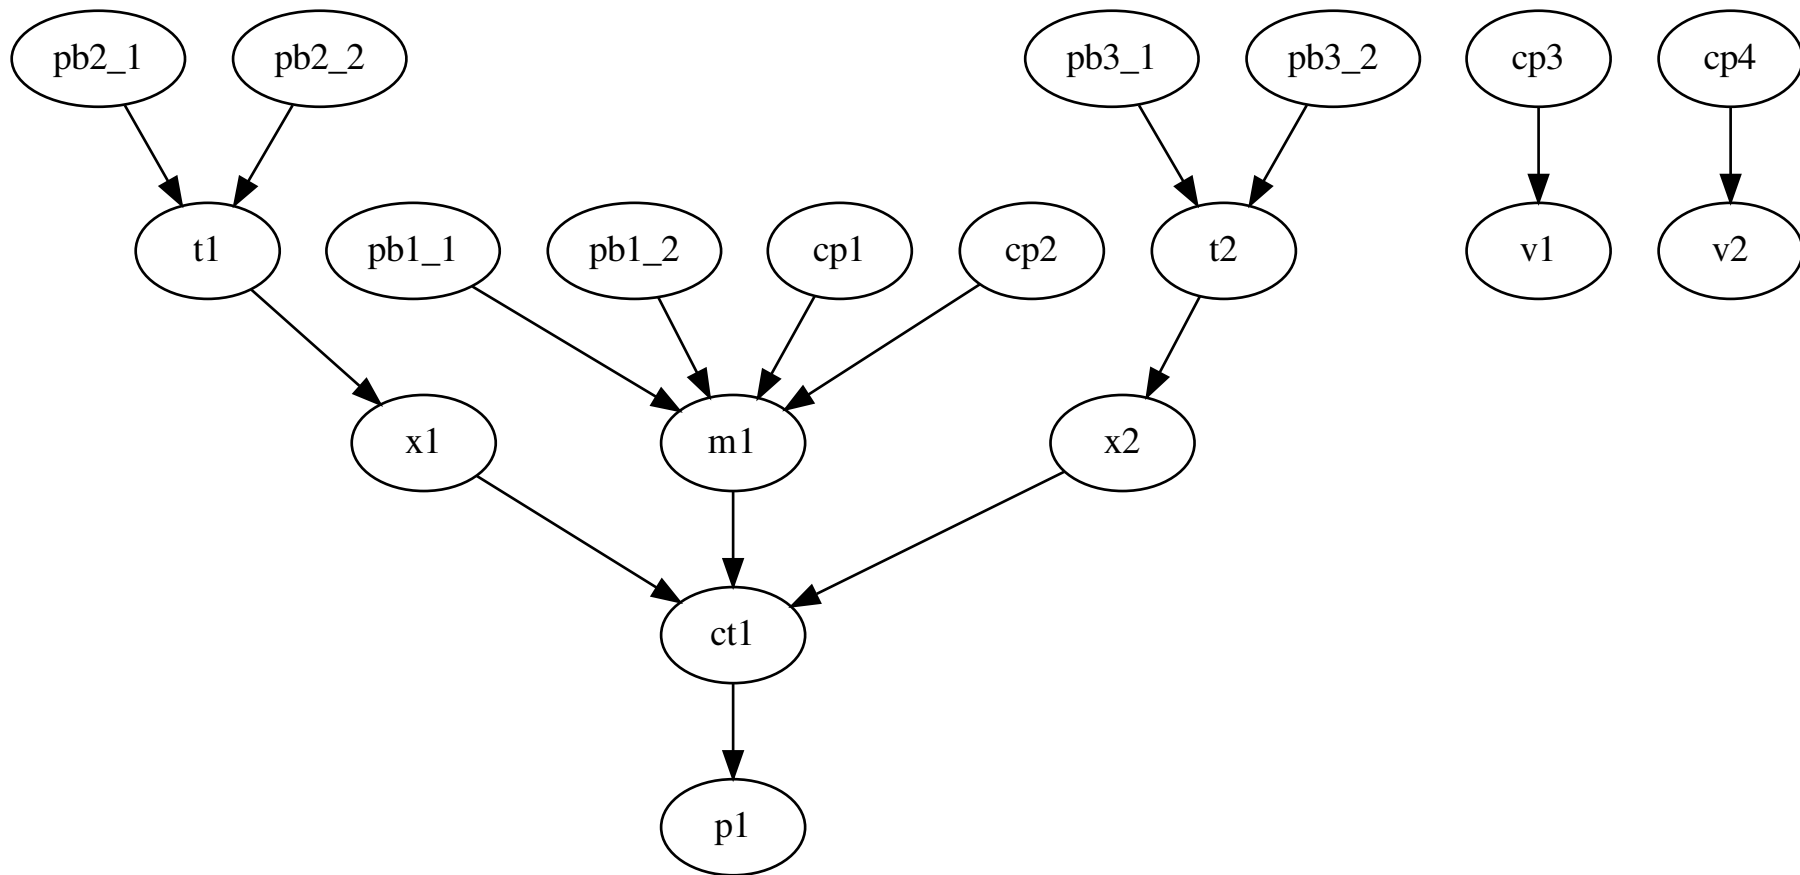 pb2_1
pb2_2
pb3_1
pb3_2
cp3
cp4
t1
pb1_1
pb1_2
cp1
cp2
t2
v1
v2
x1
m1
x2
ct1
p1